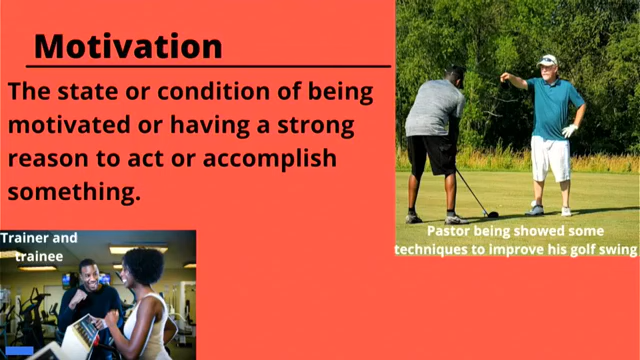 Motivation
The state or condition of being
motivated or having a strong
reason to act or accomplish
something.
Pastor being showed some
techniques to improve his golf swing
Trainer and
trainee